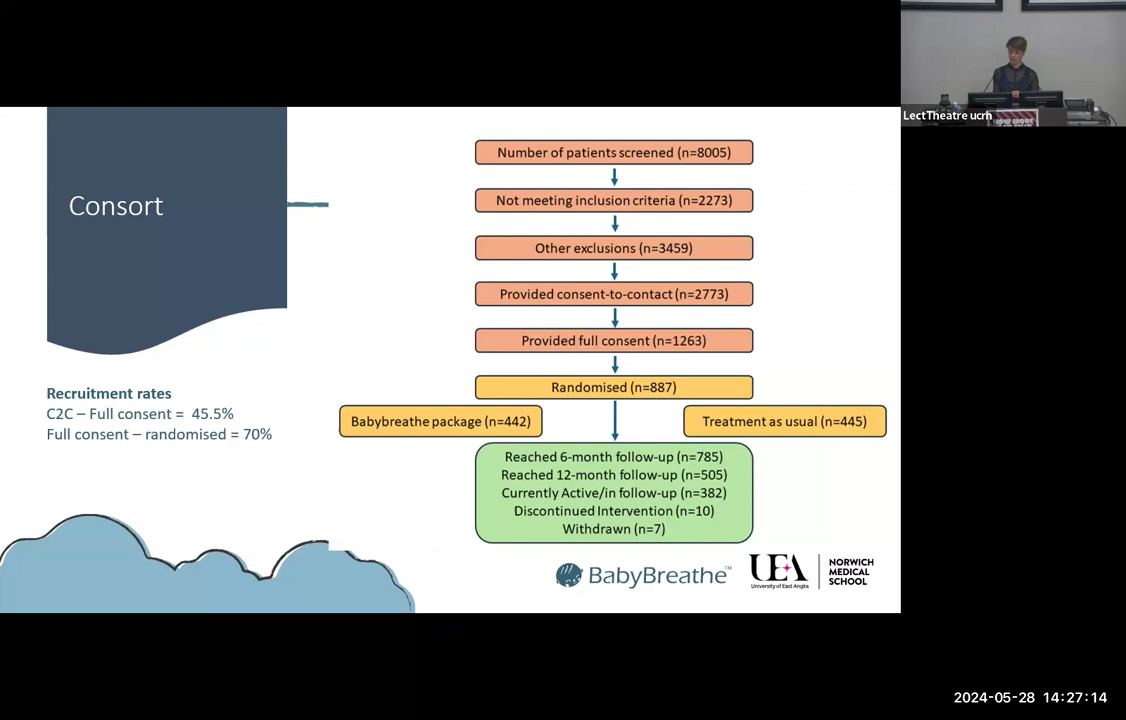 LectTheatre ucrh
Consort
Number of patients screened (n=8005)
Not meeting inclusion criteria (n=2273)
Other exclusions (n=3459)
Provided consent-to-contact (n=2773)
Provided full consent (n=1263)
Randomised (n=887)
Babybreathe package (n=442)
Treatment as usual (n=445)
Reached 6-month follow-up (n=785)
Reached 12-month follow-up (n=505)
Currently Active/in follow-up (n=382)
Discontinued Intervention (n=10)
Withdrawn (n=7)
Recruitment rates
C2C – Full consent = 45.5%
Full consent – randomised = 70%
BabyBreathe™
UEA
University of East Anglia
NORWICH
MEDICAL
SCHOOL
2024-05-28 14:27:14